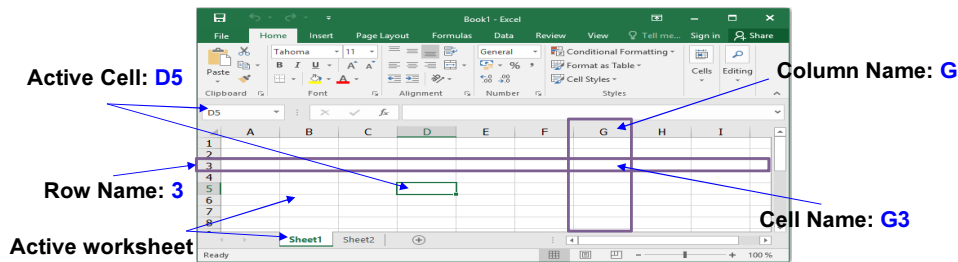 Book1 - Excel
File Home Insert Page Layout Formulas Data Review View Tell me... Sign in Share
Tahoma 11 General Conditional Formatting
Paste B I U A A % , Format as Table Cells Editing
A .00 .0 Cell Styles
Clipboard Font Alignment Number Styles
Active Cell: D5
Column Name: G
D5 fx
A B C D E F G H I
1
2
3
4
5
6
7
8
Row Name: 3
Cell Name: G3
Active worksheet
Sheet1 Sheet2
Ready 100%